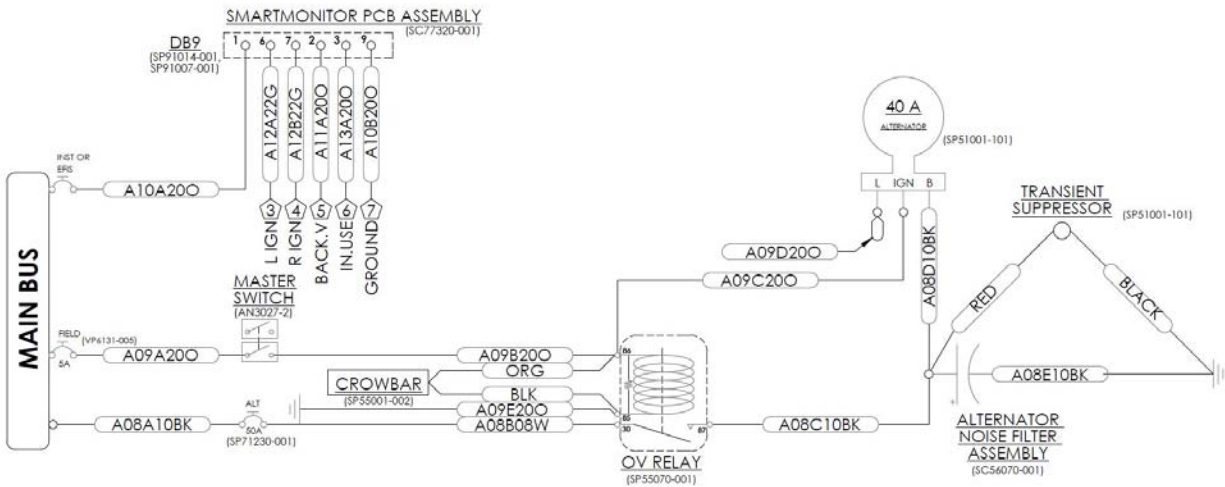 SMARTMONITOR PCB ASSEMBLY
(SC77320-001)
DB9
(SP91014-001,
SP91007-001)
1 6 7 2 3 9
A12A22G
A12B22G
A11A20O
A13A20O
A10B20O
3 4 5 6 7
L IGN
R IGN
BACK.V
IN.USE
GROUND
40 A
ALTERNATOR
(SP51001-101)
L IGN B
INST OR
EFIS
A10A20O
TRANSIENT
SUPPRESSOR (SP51001-101)
A09D20O
A09C20O
A08D10BK
RED
BLACK
MAIN BUS
MASTER
SWITCH
(AN3027-2)
FIELD (VP6131-005)
5A
A09A20O
A09B20O
86
ORG
CROWBAR
(SP55001-002)
BLK
A09E20O
85
A08E10BK
A08A10BK
ALT
50A
(SP71230-001)
A08B08W
30
87
A08C10BK
OV RELAY
(SP55070-001)
+
ALTERNATOR
NOISE FILTER
ASSEMBLY
(SC56070-001)